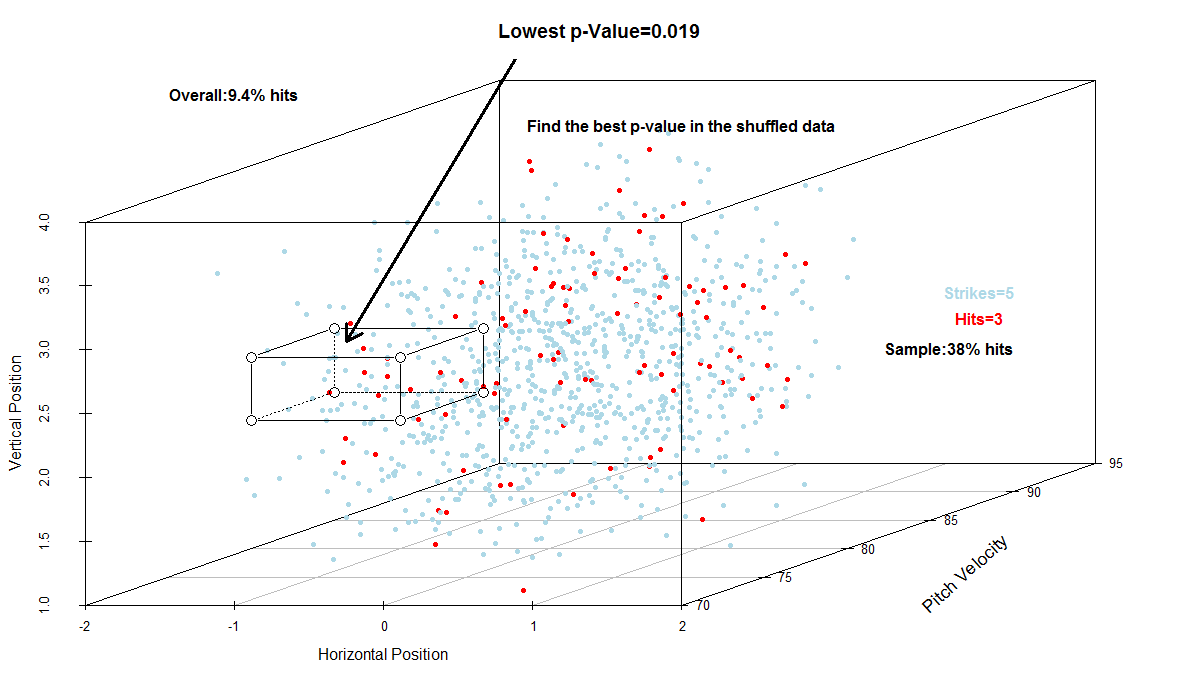 Lowest p-Value=0.019
Overall:9.4% hits
Find the best p-value in the shuffled data
Strikes=5
Hits=3
Sample:38% hits
Vertical Position
4.0
3.5
3.0
2.5
2.0
1.5
1.0
-2
-1
0
1
2
Horizontal Position
70
75
80
85
90
95
Pitch Velocity